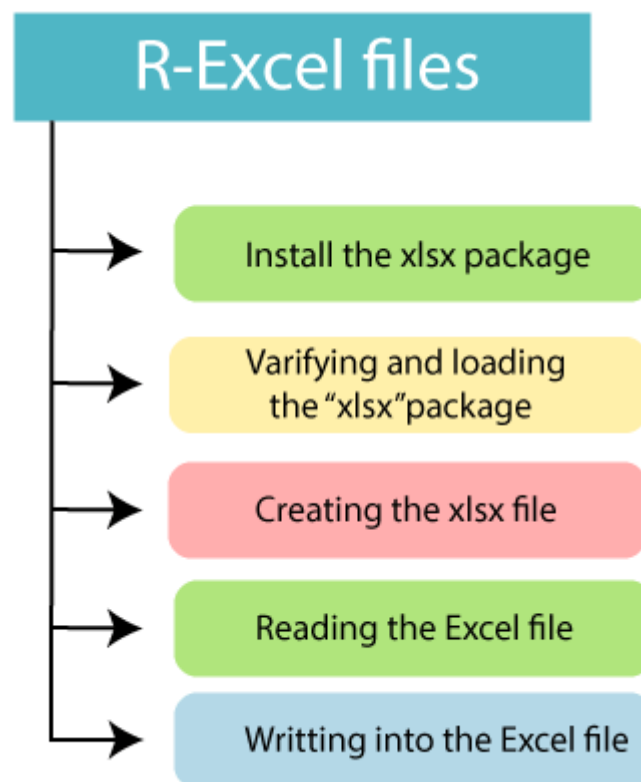 R-Excel files
Install the xlsx package
Varifying and loading
the “xlsx”package
Creating the xlsx file
Reading the Excel file
Writting into the Excel file